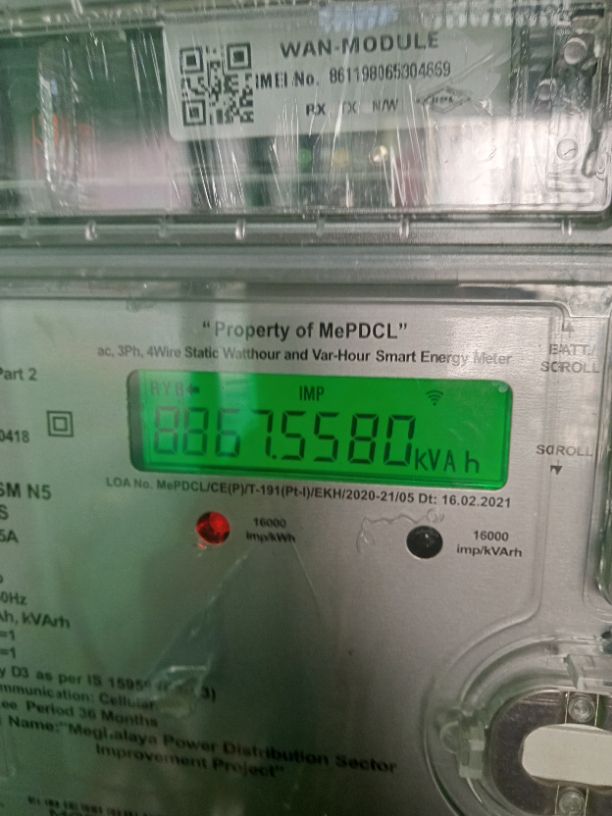 WAN-MODULE
IMEI No. 861198065304669
RX TX N/W
"Property of MePDCL"
ac, 3Ph, 4Wire Static Watthour and Var-Hour Smart Energy Meter
BATT./
SCROLL
Part 2
RYB
IMP
8867.5580kVAh
0418
SCROLL
SM N5
LOA No. MePDCL/CE(P)/T-191(Pt-I)/EKH/2020-21/05 Dt: 16.02.2021
S
5A
16000
imp/kWh
16000
imp/kVArh
0Hz
Ah, kVArh
=1
=1
y D3 as per IS 1595
mmunication: Cellular
ee Period 36 Months
Name:"Meghalaya Power Distribution Sector
Improvement Project"